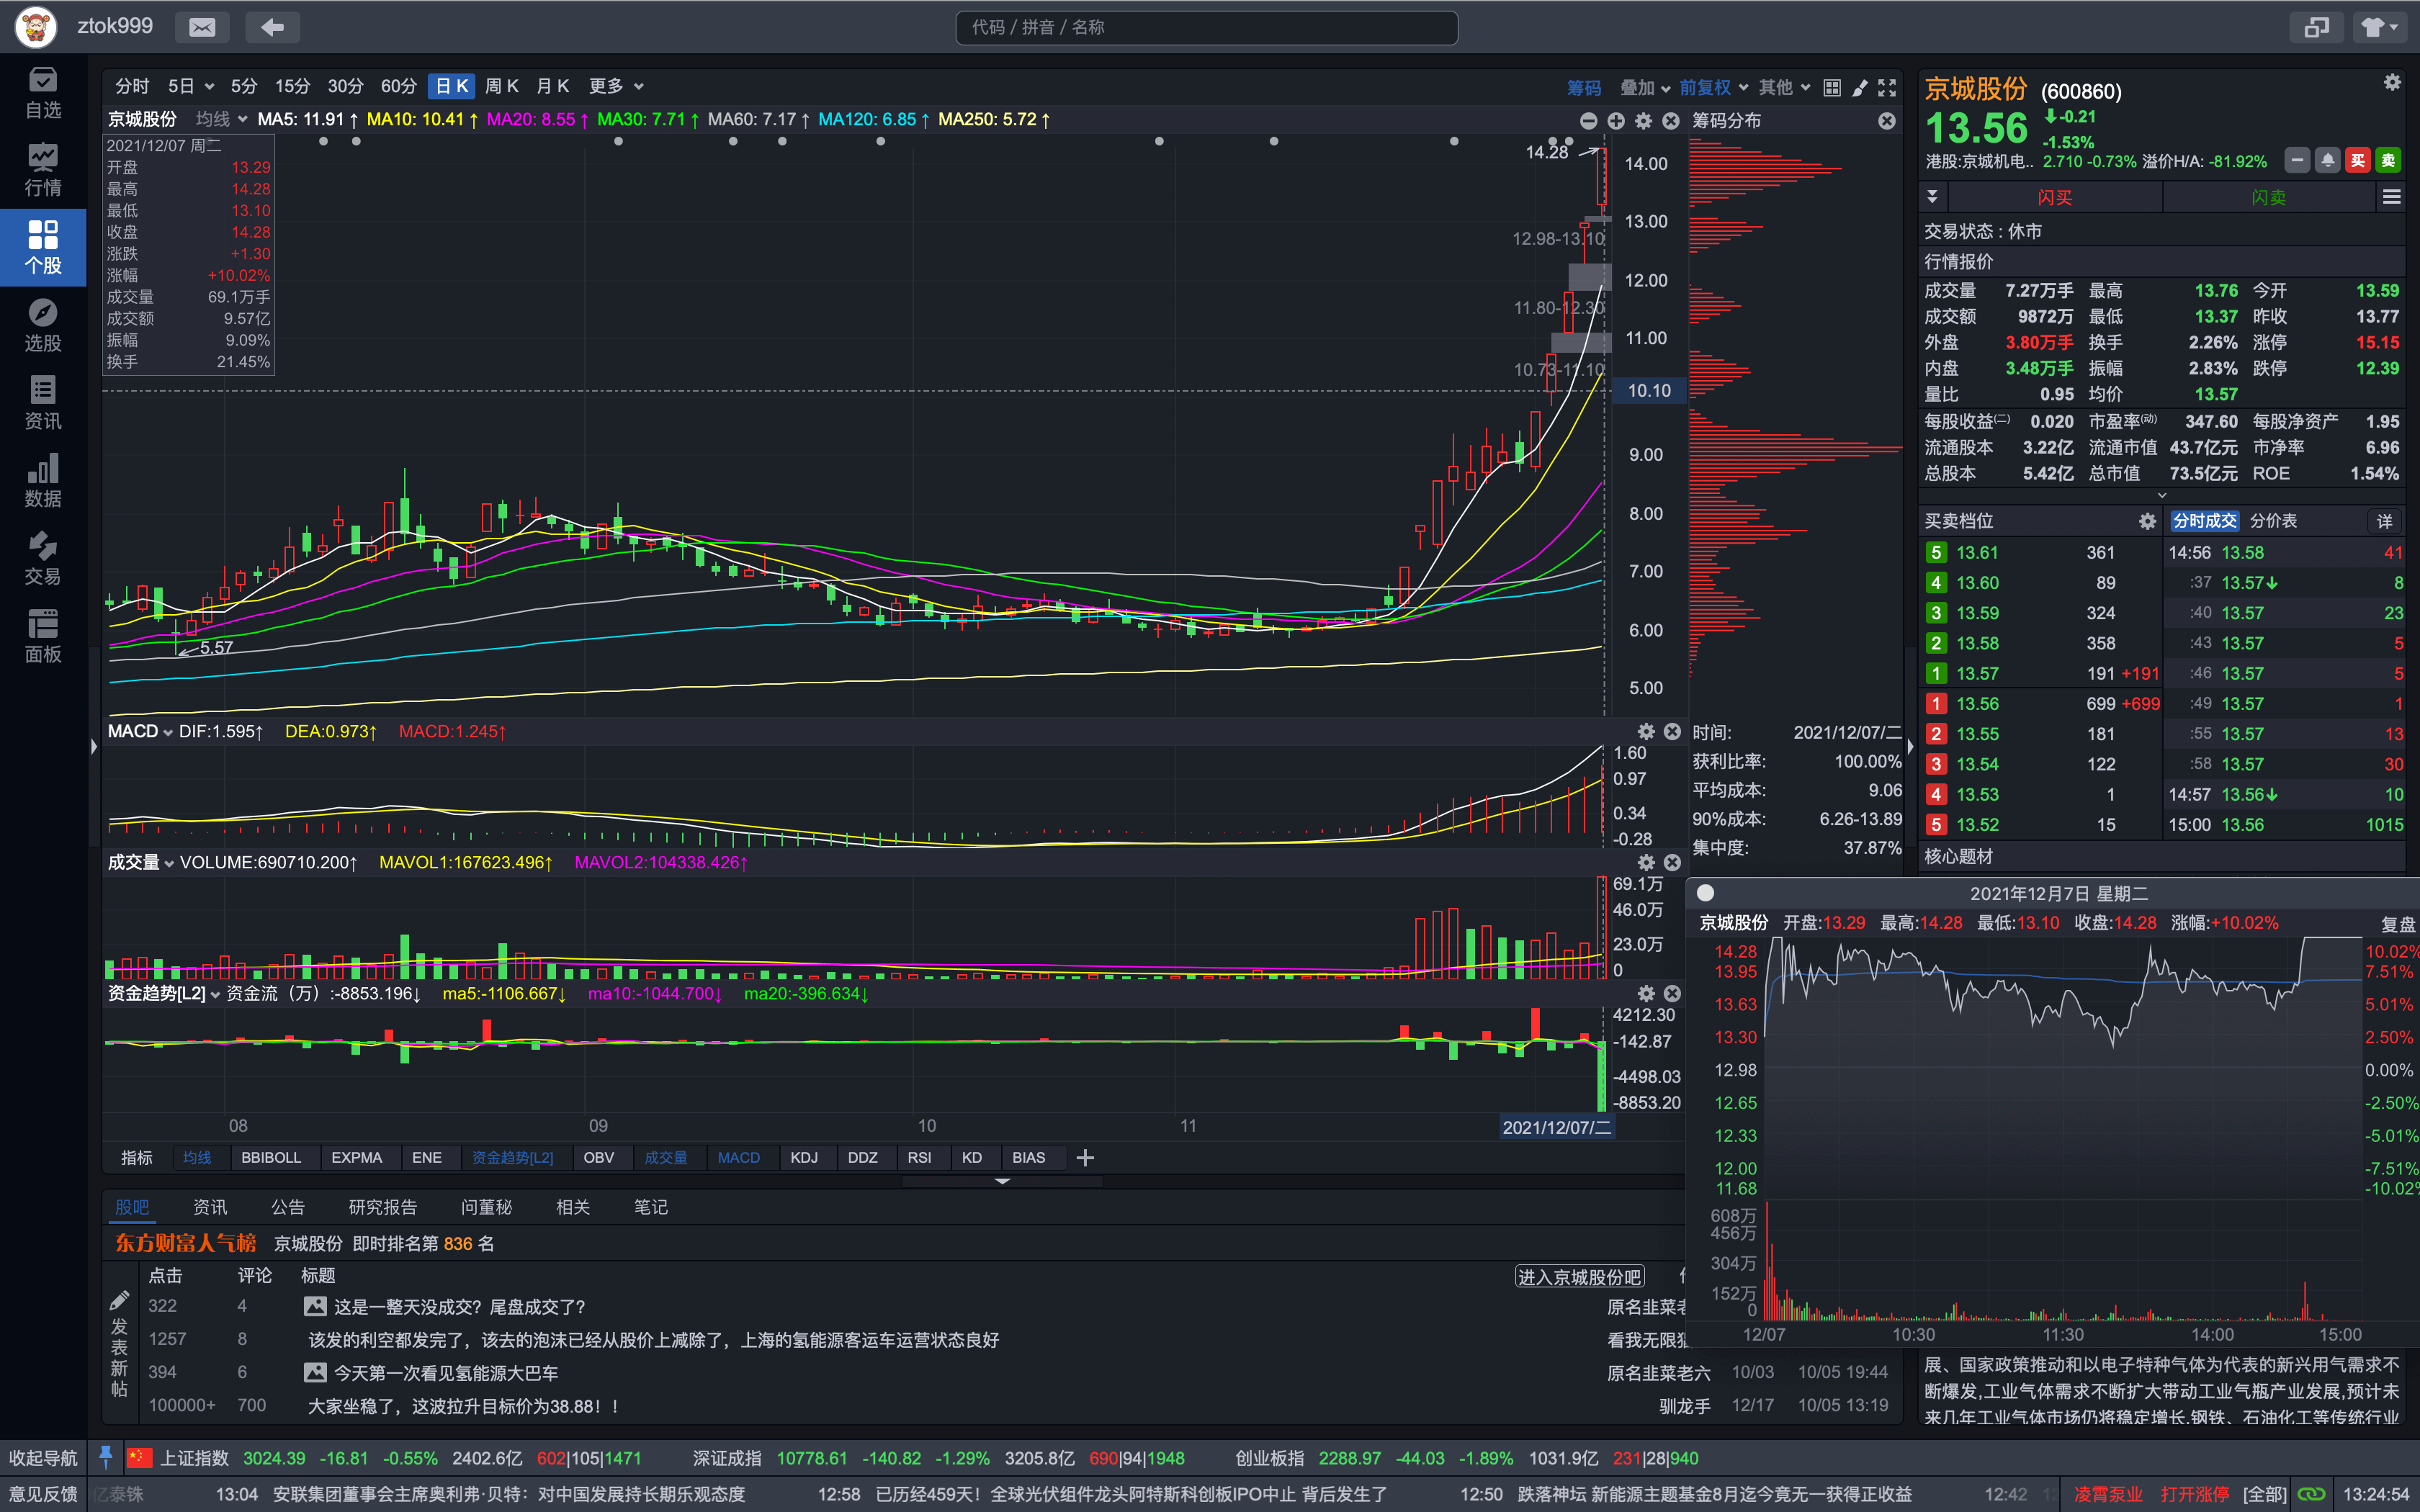 ztok999
代码 / 拼音 / 名称
自选
行情
个股
选股
资讯
数据
交易
面板
分时 5日 5分 15分 30分 60分 日K 周K 月K 更多
筹码 叠加 前复权 其他
京城股份 均线 MA5: 11.91↑ MA10: 10.41↑ MA20: 8.55↑ MA30: 7.71↑ MA60: 7.17↑ MA120: 6.85↑ MA250: 5.72↑
筹码分布
2021/12/07 周二
开盘 13.29
最高 14.28
最低 13.10
收盘 14.28
涨跌 +1.30
涨幅 +10.02%
成交量 69.1万手
成交额 9.57亿
振幅 9.09%
换手 21.45%
14.28
12.98-13.10
11.80-12.30
10.73-11.10
5.57
14.00
13.00
12.00
11.00
10.10
9.00
8.00
7.00
6.00
5.00
MACD DIF:1.595↑ DEA:0.973↑ MACD:1.245↑
1.60
0.97
0.34
-0.28
时间: 2021/12/07/二
获利比率: 100.00%
平均成本: 9.06
90%成本: 6.26-13.89
集中度: 37.87%
成交量 VOLUME:690710.200↑ MAVOL1:167623.496↑ MAVOL2:104338.426↑
69.1万
46.0万
23.0万
0
资金趋势[L2] 资金流（万）:-8853.196↓ ma5:-1106.667↓ ma10:-1044.700↓ ma20:-396.634↓
4212.30
-142.87
-4498.03
-8853.20
08 09 10 11 2021/12/07/二
指标 均线 BBIBOLL EXPMA ENE 资金趋势[L2] OBV 成交量 MACD KDJ DDZ RSI KD BIAS
股吧 资讯 公告 研究报告 问董秘 相关 笔记
东方财富人气榜 京城股份 即时排名第 836 名
点击 评论 标题 进入京城股份吧
发表新帖
322 4 这是一整天没成交？尾盘成交了？ 原名韭菜老
1257 8 该发的利空都发完了，该去的泡沫已经从股价上减除了，上海的氢能源客运车运营状态良好 看我无限狙
394 6 今天第一次看见氢能源大巴车 原名韭菜老六 10/03 10/05 19:44
100000+ 700 大家坐稳了，这波拉升目标价为38.88！！ 驯龙手 12/17 10/05 13:19
京城股份 (600860)
13.56 -0.21
-1.53%
港股:京城机电.. 2.710 -0.73% 溢价H/A: -81.92% 买 卖
闪买 闪卖
交易状态 : 休市
行情报价
成交量 7.27万手 最高 13.76 今开 13.59
成交额 9872万 最低 13.37 昨收 13.77
外盘 3.80万手 换手 2.26% 涨停 15.15
内盘 3.48万手 振幅 2.83% 跌停 12.39
量比 0.95 均价 13.57
每股收益(二) 0.020 市盈率(动) 347.60 每股净资产 1.95
流通股本 3.22亿 流通市值 43.7亿元 市净率 6.96
总股本 5.42亿 总市值 73.5亿元 ROE 1.54%
买卖档位 分时成交 分价表 详
5 13.61 361 14:56 13.58 41
4 13.60 89 :37 13.57↓ 8
3 13.59 324 :40 13.57 23
2 13.58 358 :43 13.57 5
1 13.57 191 +191 :46 13.57 5
1 13.56 699 +699 :49 13.57 1
2 13.55 181 :55 13.57 13
3 13.54 122 :58 13.57 30
4 13.53 1 14:57 13.56↓ 10
5 13.52 15 15:00 13.56 1015
核心题材
2021年12月7日 星期二
京城股份 开盘:13.29 最高:14.28 最低:13.10 收盘:14.28 涨幅:+10.02% 复盘
14.28 10.02%
13.95 7.51%
13.63 5.01%
13.30 2.50%
12.98 0.00%
12.65 -2.50%
12.33 -5.01%
12.00 -7.51%
11.68 -10.02%
608万
456万
304万
152万
0
12/07 10:30 11:30 14:00 15:00
展、国家政策推动和以电子特种气体为代表的新兴用气需求不
断爆发,工业气体需求不断扩大带动工业气瓶产业发展,预计未
来几年工业气体市场仍将稳定增长.钢铁、石油化工等传统行业
收起导航 上证指数 3024.39 -16.81 -0.55% 2402.6亿 602|105|1471 深证成指 10778.61 -140.82 -1.29% 3205.8亿 690|94|1948 创业板指 2288.97 -44.03 -1.89% 1031.9亿 231|28|940
意见反馈 亿泰铢 13:04 安联集团董事会主席奥利弗·贝特：对中国发展持长期乐观态度 12:58 已历经459天！全球光伏组件龙头阿特斯科创板IPO中止 背后发生了 12:50 跌落神坛 新能源主题基金8月迄今竟无一获得正收益 12:42 凌霄泵业 打开涨停 [全部] 13:24:54